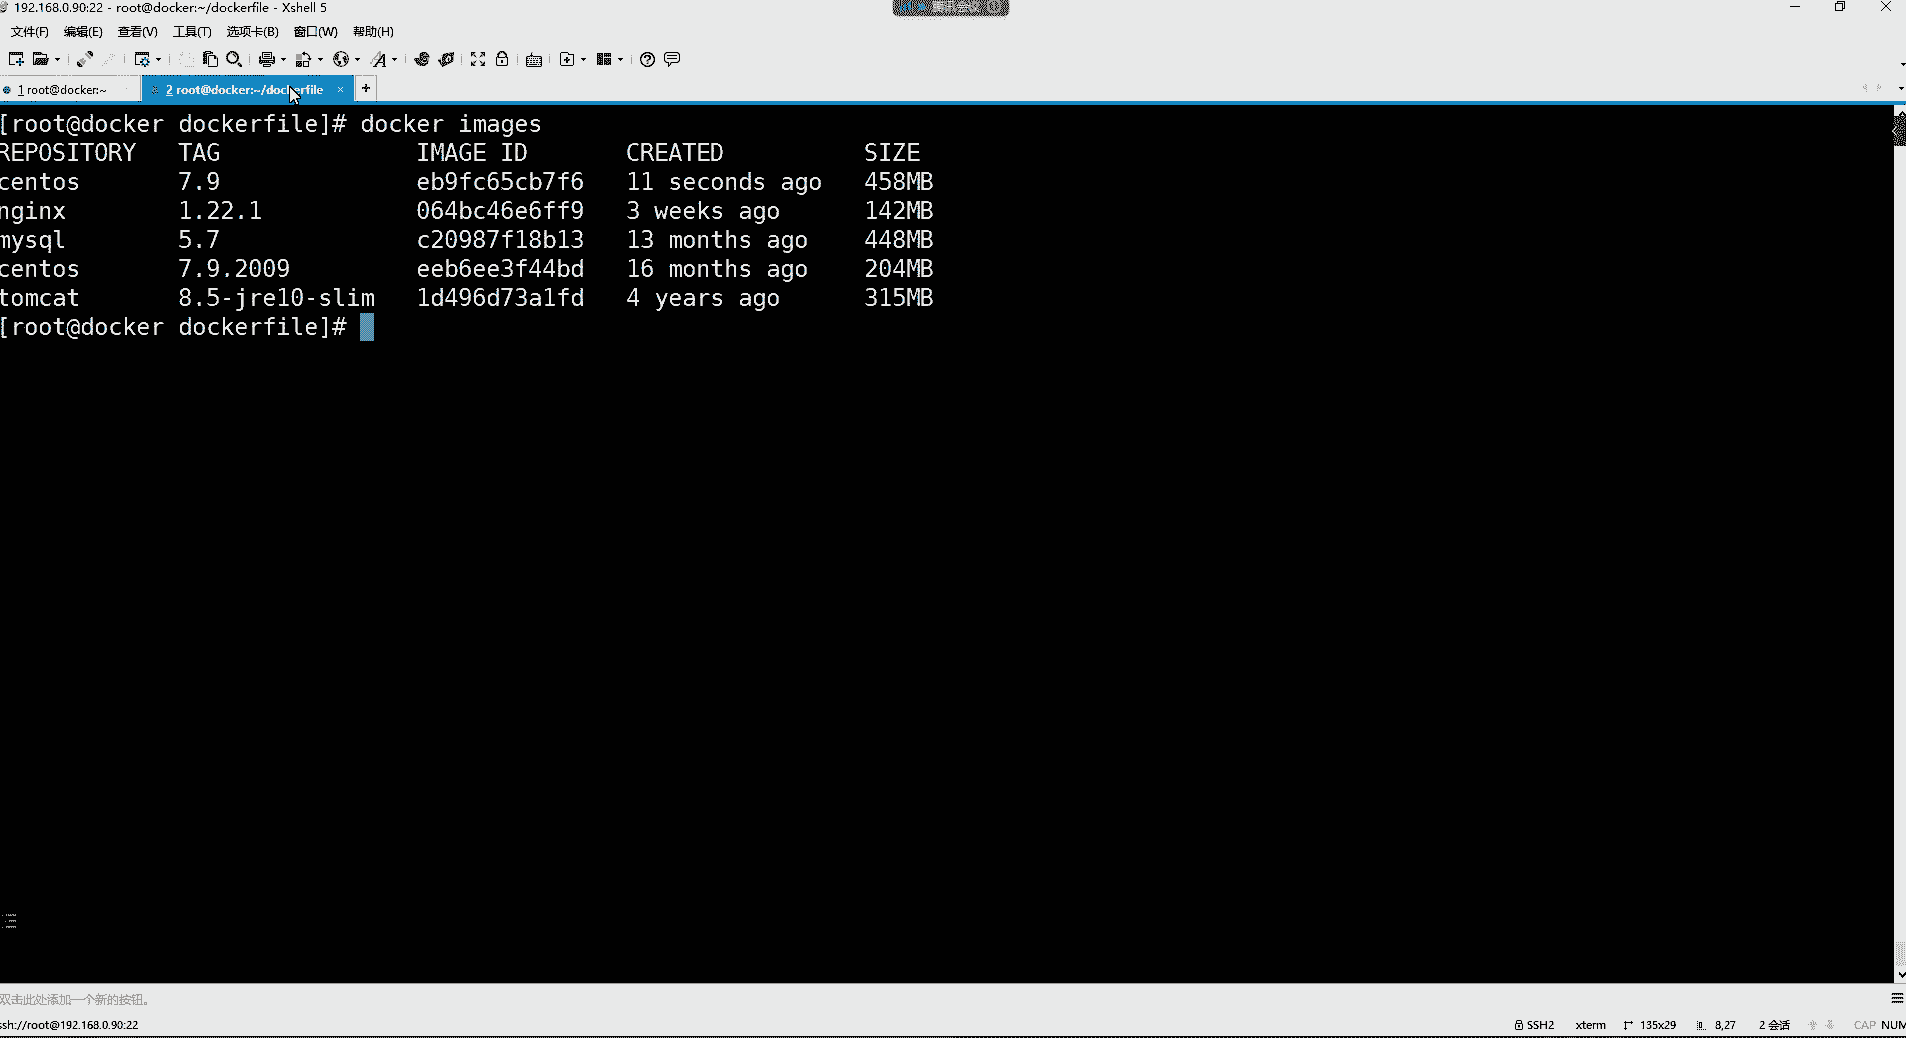 192.168.0.90:22 - root@docker:~/dockerfile - Xshell 5
文件(F) 编辑(E) 查看(V) 工具(T) 选项卡(B) 窗口(W) 帮助(H)
1 root@docker:~ 2 root@docker:~/dockerfile × +
[root@docker dockerfile]# docker images
REPOSITORY TAG IMAGE ID CREATED SIZE
centos 7.9 eb9fc65cb7f6 11 seconds ago 458MB
nginx 1.22.1 064bc46e6ff9 3 weeks ago 142MB
mysql 5.7 c20987f18b13 13 months ago 448MB
centos 7.9.2009 eeb6ee3f44bd 16 months ago 204MB
tomcat 8.5-jre10-slim 1d496d73a1fd 4 years ago 315MB
[root@docker dockerfile]#
双击此处添加一个新的按钮。
ssh://root@192.168.0.90:22 SSH2 xterm 135x29 8,27 2 会话 CAP NUM